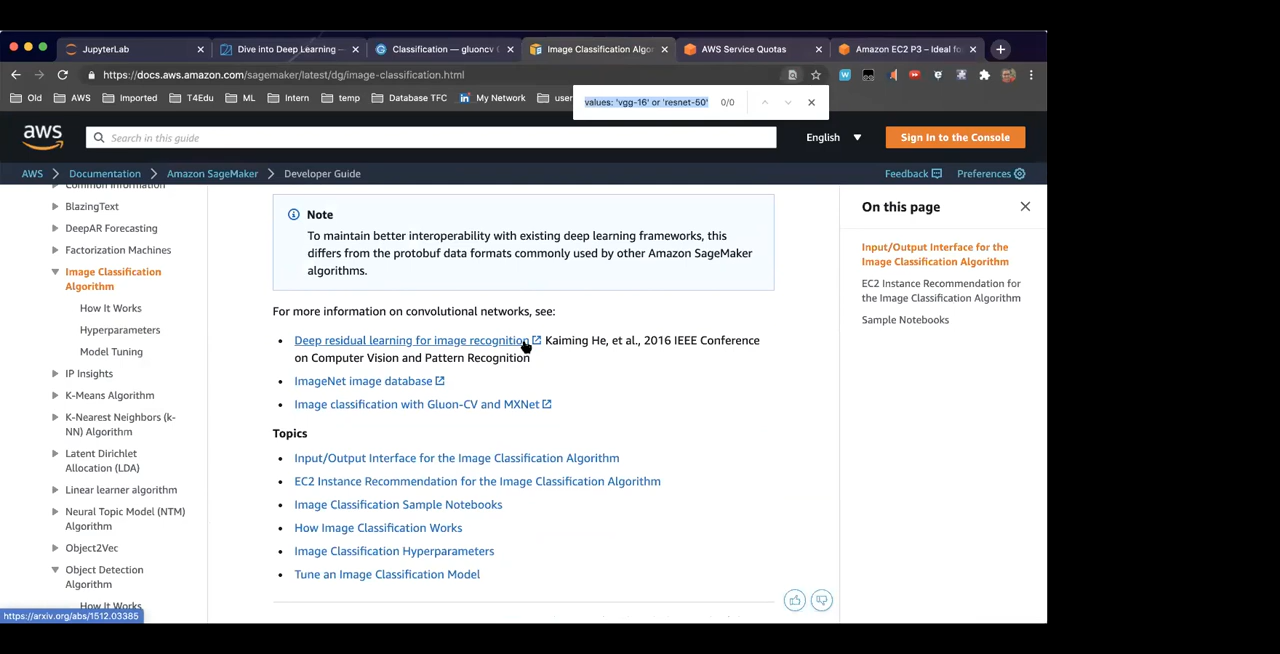 JupyterLab
Dive into Deep Learning —
Classification — gluoncv
Image Classification Algo
AWS Service Quotas
Amazon EC2 P3 – Ideal fo
https://docs.aws.amazon.com/sagemaker/latest/dg/image-classification.html
Old
AWS
Imported
T4Edu
ML
Intern
temp
Database TFC
My Network
user
values: 'vgg-16' or 'resnet-50'
0/0
aws
Search in this guide
English
Sign In to the Console
AWS
Documentation
Amazon SageMaker
Developer Guide
Feedback
Preferences
Common Information
BlazingText
DeepAR Forecasting
Factorization Machines
Image Classification
Algorithm
How It Works
Hyperparameters
Model Tuning
IP Insights
K-Means Algorithm
K-Nearest Neighbors (k-
NN) Algorithm
Latent Dirichlet
Allocation (LDA)
Linear learner algorithm
Neural Topic Model (NTM)
Algorithm
Object2Vec
Object Detection
Algorithm
How It Works
https://arxiv.org/abs/1512.03385
Note
To maintain better interoperability with existing deep learning frameworks, this
differs from the protobuf data formats commonly used by other Amazon SageMaker
algorithms.
For more information on convolutional networks, see:
Deep residual learning for image recognition Kaiming He, et al., 2016 IEEE Conference
on Computer Vision and Pattern Recognition
ImageNet image database
Image classification with Gluon-CV and MXNet
Topics
Input/Output Interface for the Image Classification Algorithm
EC2 Instance Recommendation for the Image Classification Algorithm
Image Classification Sample Notebooks
How Image Classification Works
Image Classification Hyperparameters
Tune an Image Classification Model
On this page
Input/Output Interface for the
Image Classification Algorithm
EC2 Instance Recommendation for
the Image Classification Algorithm
Sample Notebooks